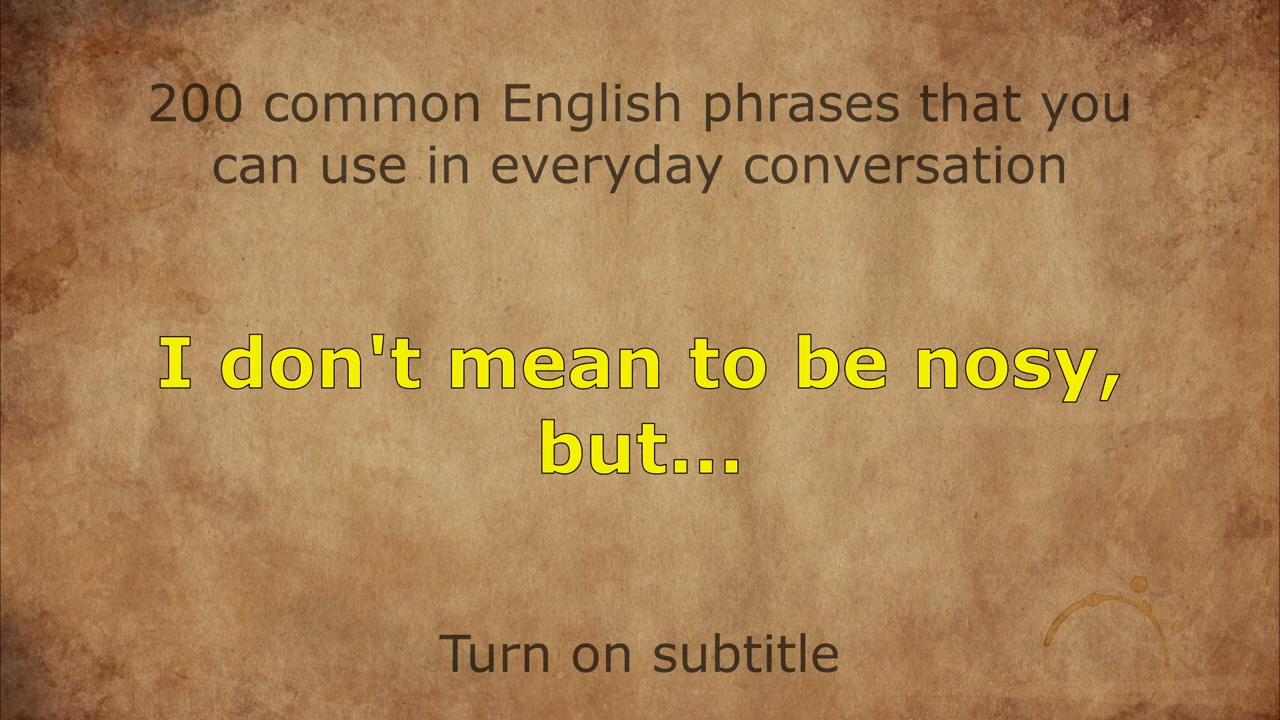 200 common English phrases that you
can use in everyday conversation
I don't mean to be nosy,
but...
Turn on subtitle